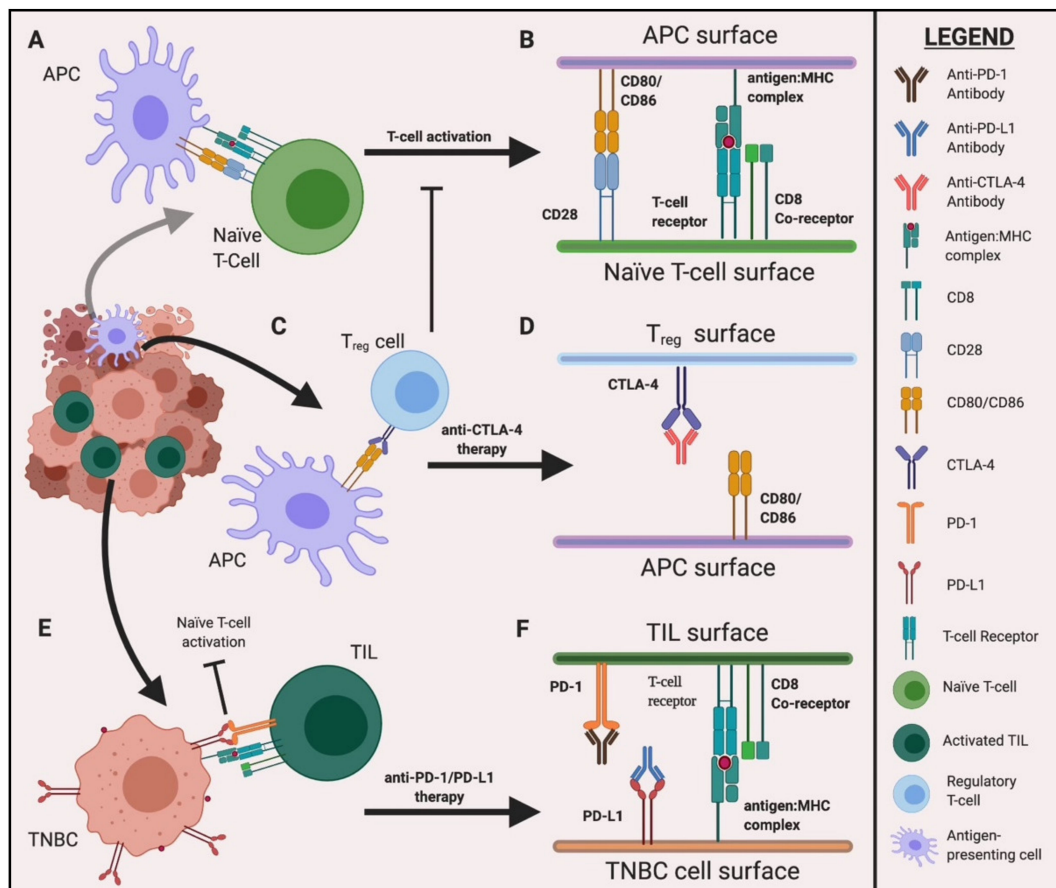 A
APC
Naïve
T-Cell
T-cell activation
B
APC surface
CD80/
CD86
antigen:MHC
complex
CD28
T-cell
receptor
CD8
Co-receptor
Naïve T-cell surface
C
Treg cell
APC
anti-CTLA-4
therapy
D
Treg surface
CTLA-4
CD80/
CD86
APC surface
E
Naïve T-cell
activation
TIL
TNBC
anti-PD-1/PD-L1
therapy
F
TIL surface
PD-1
T-cell
receptor
CD8
Co-receptor
PD-L1
antigen:MHC
complex
TNBC cell surface
LEGEND
Anti-PD-1
Antibody
Anti-PD-L1
Antibody
Anti-CTLA-4
Antibody
Antigen:MHC
complex
CD8
CD28
CD80/CD86
CTLA-4
PD-1
PD-L1
T-cell Receptor
Naïve T-cell
Activated TIL
Regulatory
T-cell
Antigen-
presenting cell